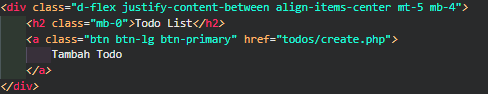 <div class="d-flex justify-content-between align-items-center mt-5 mb-4">
<h2 class="mb-0">Todo List</h2>
<a class="btn btn-lg btn-primary" href="todos/create.php">
Tambah Todo
</a>
</div>